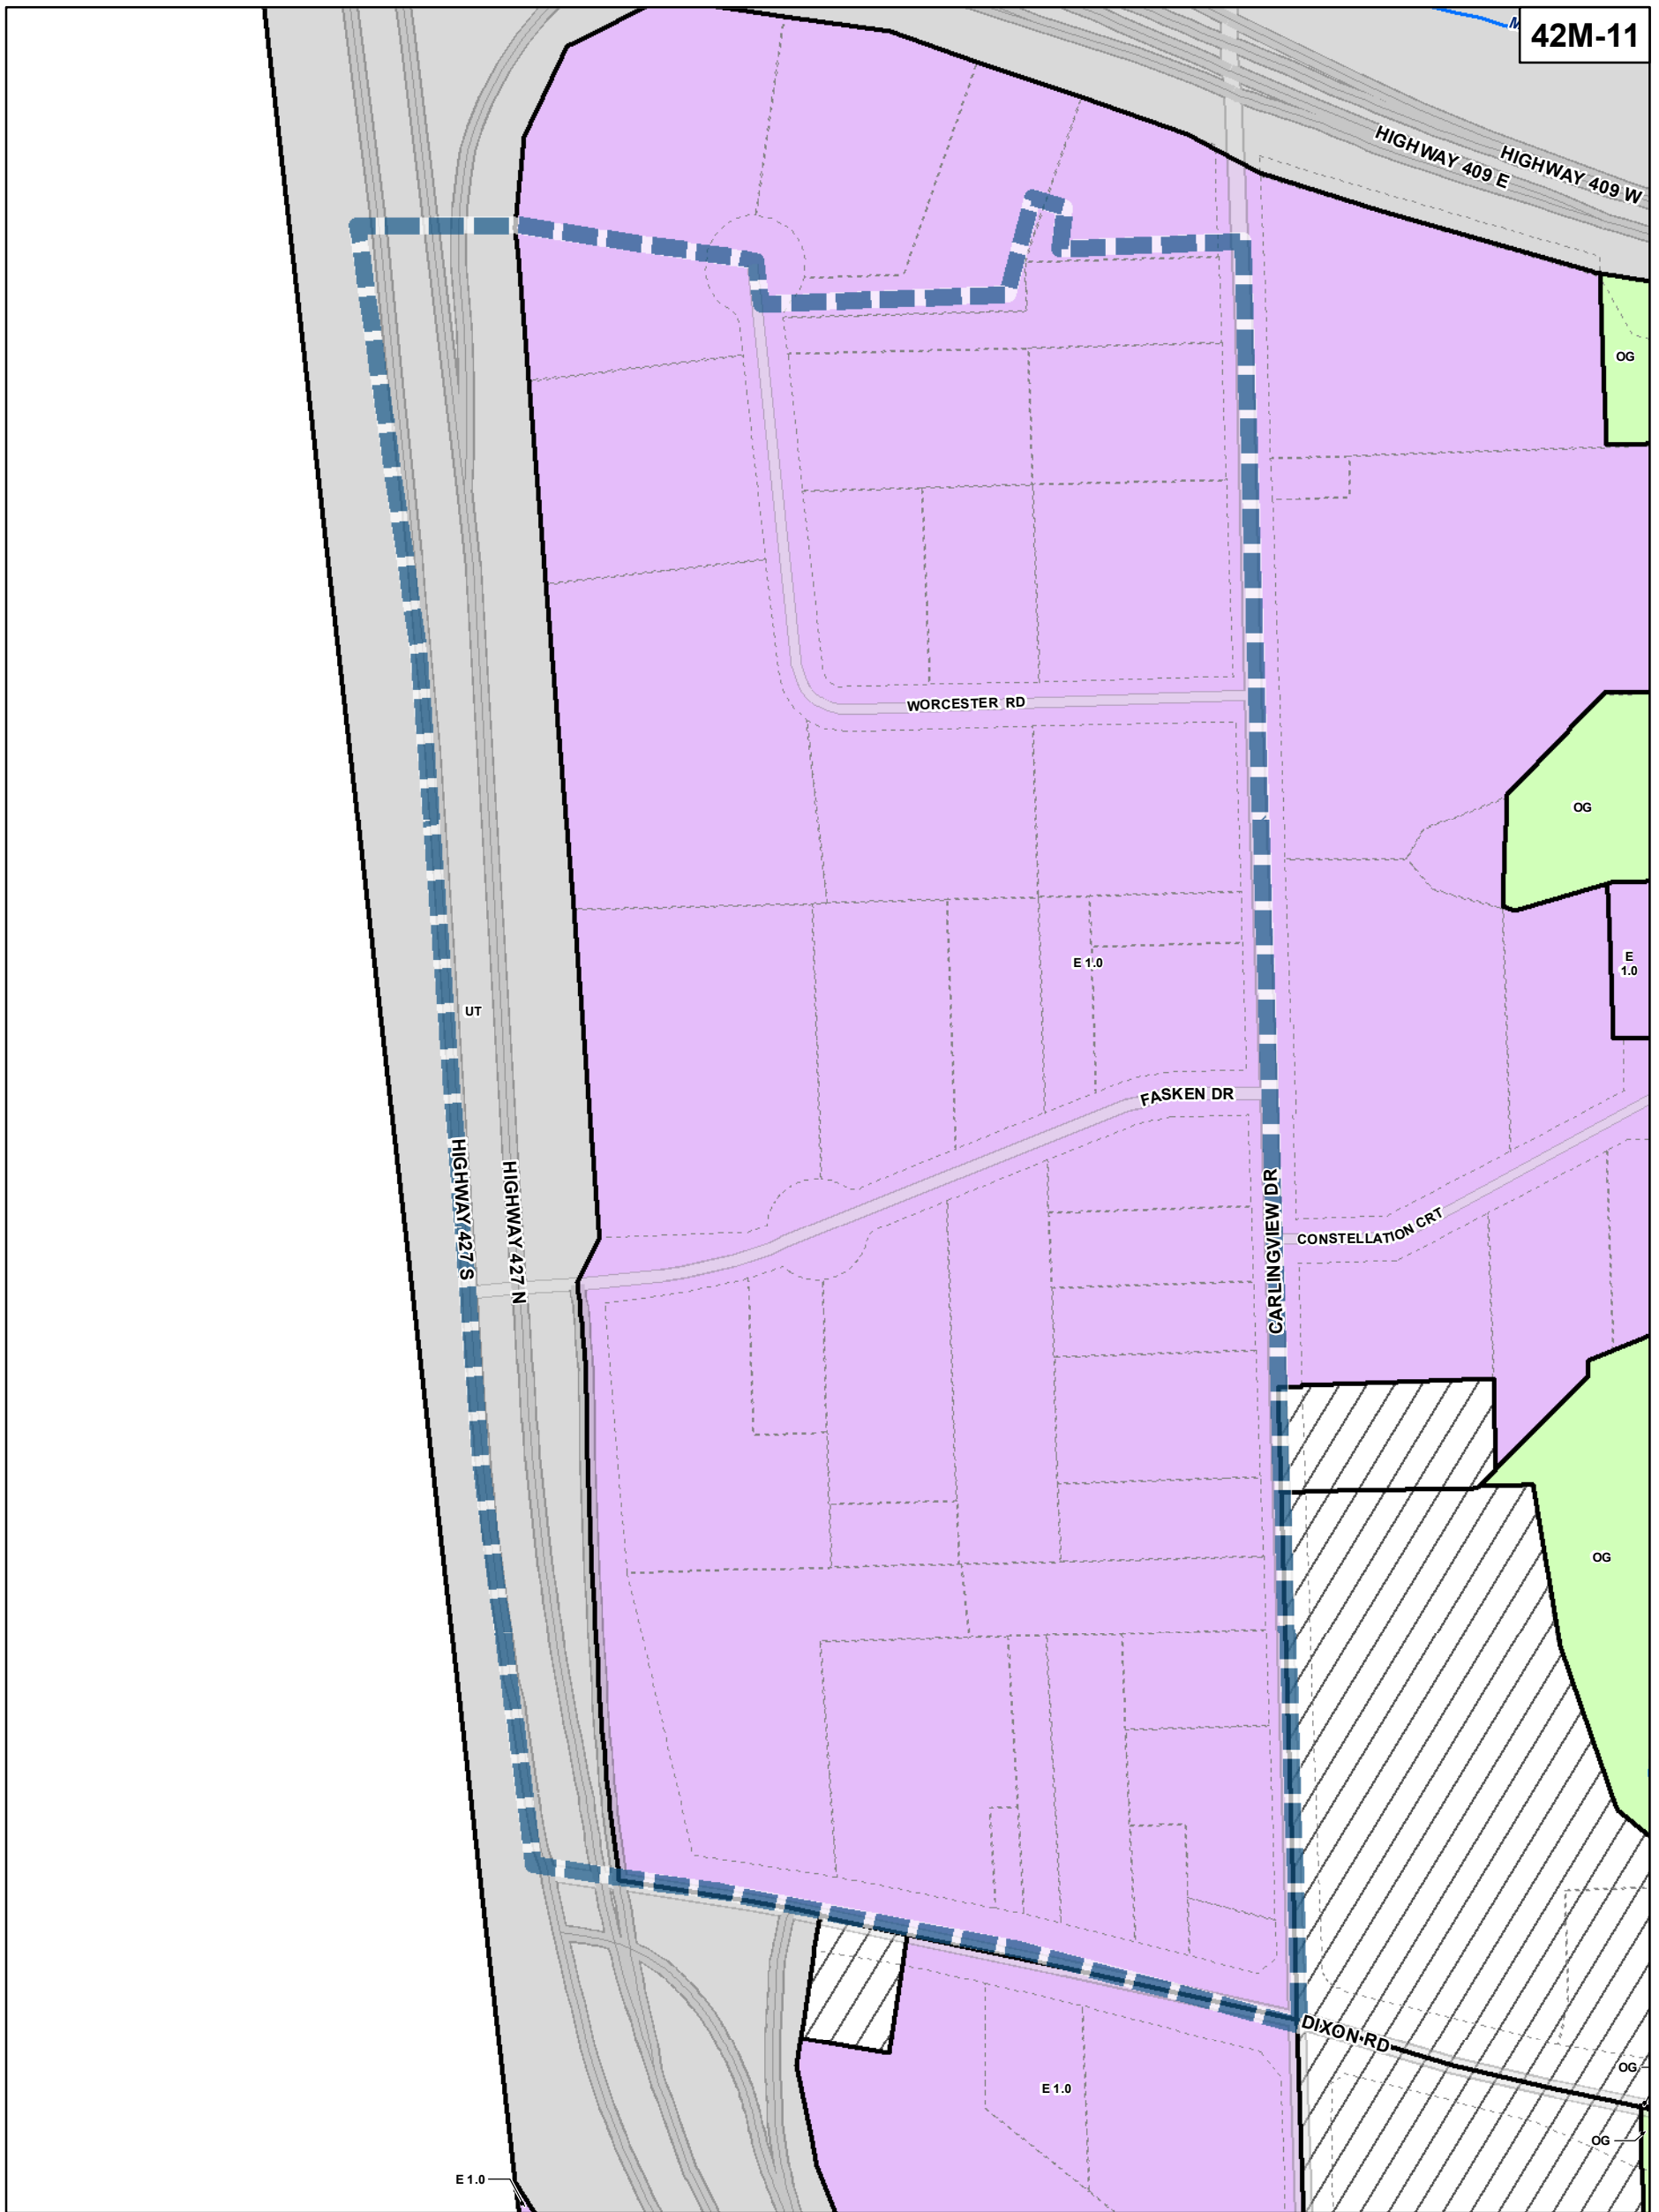 M
42M-11
HIGHWAY 409 E
HIGHWAY 409 W
OG
WORCESTER RD
OG
E 1.0
E
1.0
UT
FASKEN DR
HIGHWAY 427 S
HIGHWAY 427 N
CARLINGVIEW DR
CONSTELLATION CRT
OG
DIXON RD
OG
E 1.0
OG
E 1.0